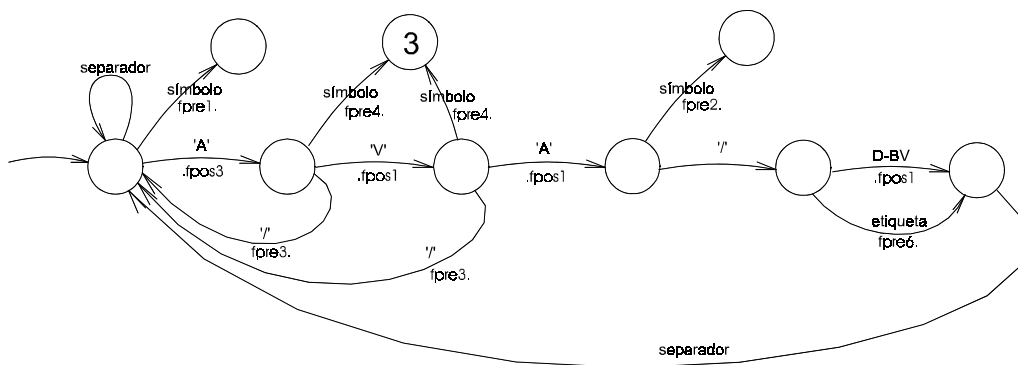 3
separador
símbolo
fpre1.
símbolo
fpre4.
símbolo
fpre4.
símbolo
fpre2.
'A'
.fpos3
'V'
.fpos1
'A'
.fpos1
'/'
D-BV
.fpos1
'/'
fpre3.
'/'
fpre3.
etiqueta
fpre6.
separador